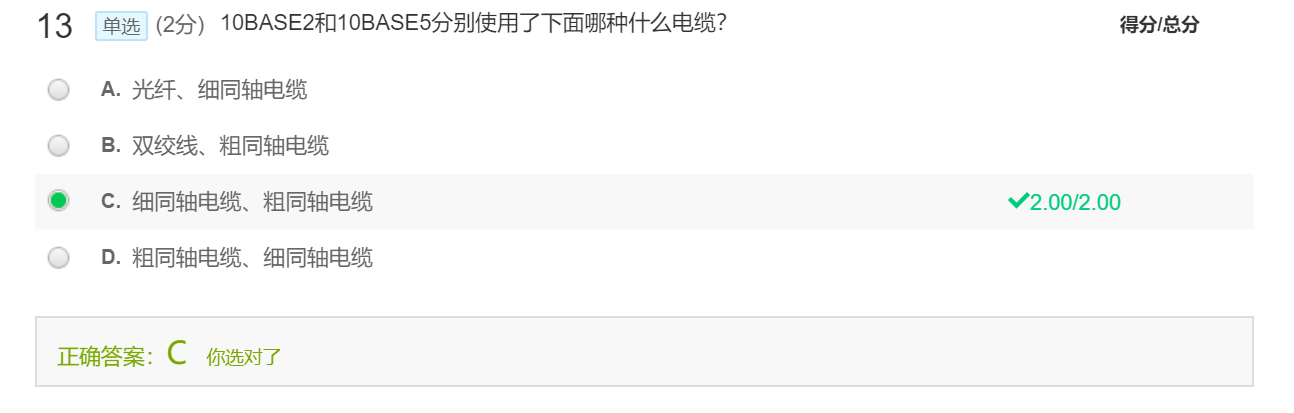 13 单选 (2分) 10BASE2和10BASE5分别使用了下面哪种什么电缆? 得分/总分
A. 光纤、细同轴电缆
B. 双绞线、粗同轴电缆
C. 细同轴电缆、粗同轴电缆 2.00/2.00
D. 粗同轴电缆、细同轴电缆
正确答案：C 你选对了